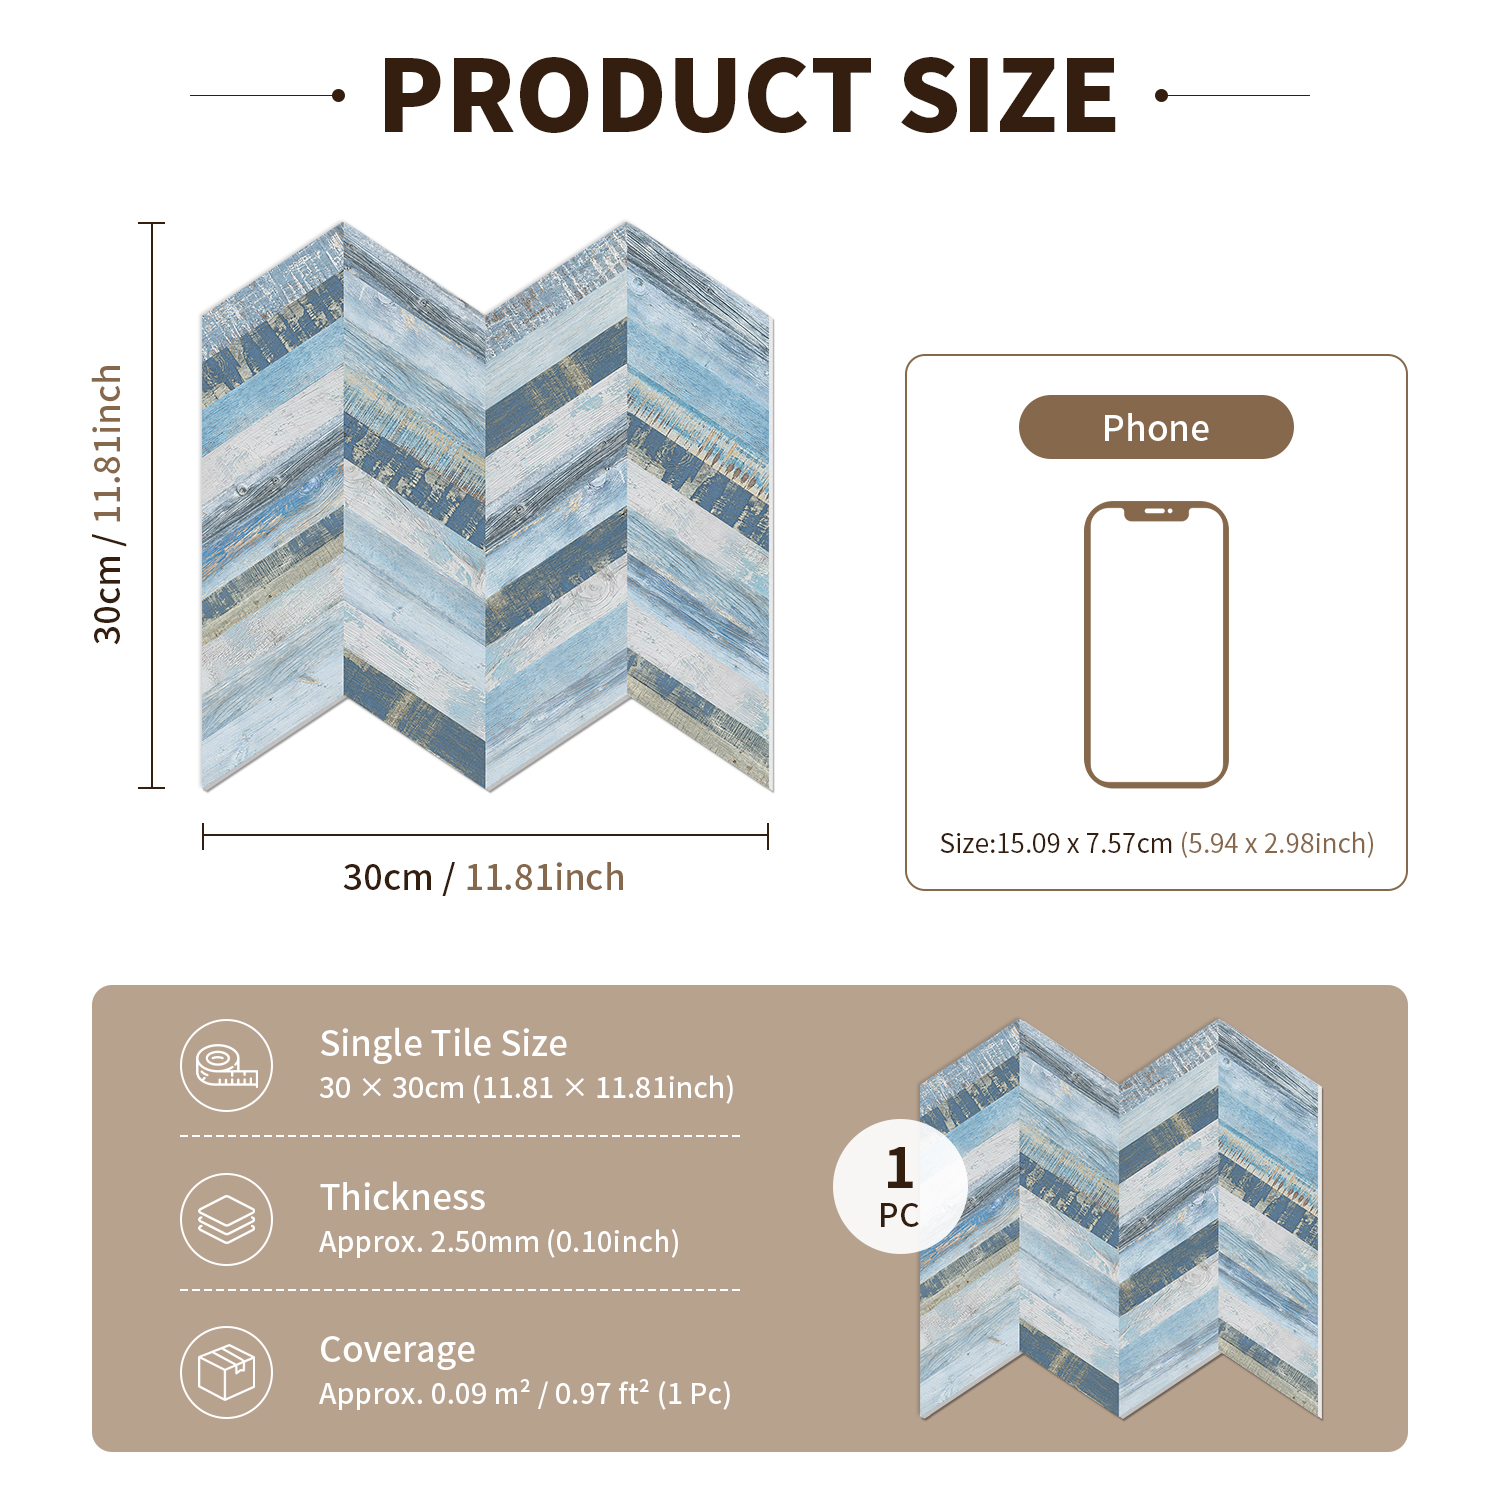 PRODUCT SIZE
30cm / 11.81inch
30cm / 11.81inch
Phone
Size:15.09 x 7.57cm (5.94 x 2.98inch)
Single Tile Size
30 × 30cm (11.81 × 11.81inch)
Thickness
Approx. 2.50mm (0.10inch)
Coverage
Approx. 0.09 m² / 0.97 ft² (1 Pc)
1
PC